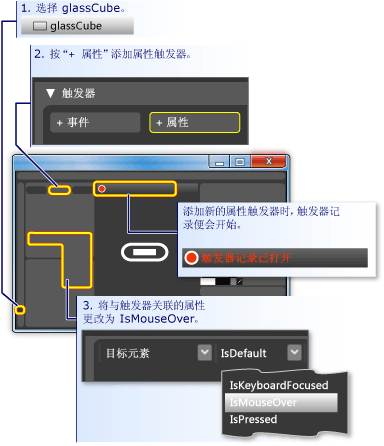 1. 选择 glassCube。
glassCube
2. 按“+ 属性”添加属性触发器。
触发器
+ 事件
+ 属性
添加新的属性触发器时，触发器记
录便会开始。
触发器记录已打开
3. 将与触发器关联的属性
更改为 IsMouseOver。
目标元素
IsDefault
IsKeyboardFocused
IsMouseOver
IsPressed